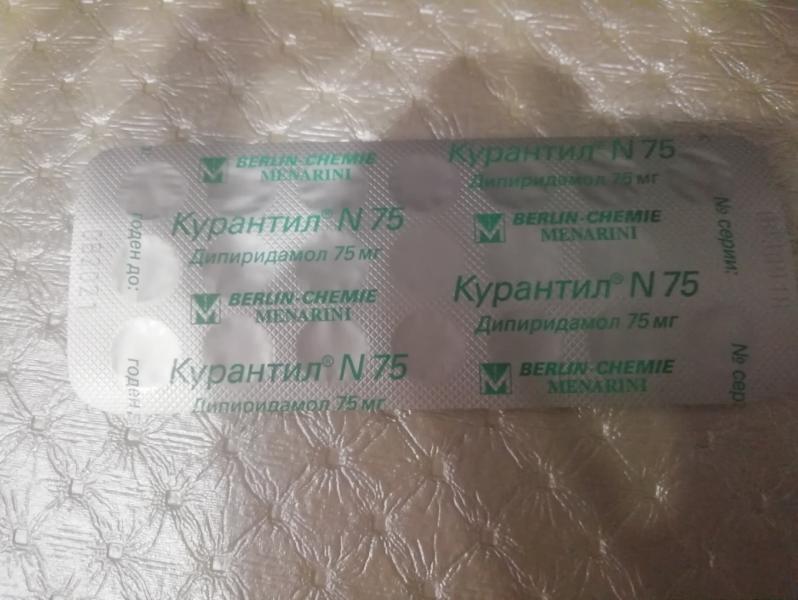 BERLIN-CHEMIE
MENARINI
Курантил® N 75
Дипиридамол 75 мг
Курантил® N 75
Дипиридамол 75 мг
BERLIN-CHEMIE
MENARINI
BERLIN-CHEMIE
MENARINI
Курантил® N 75
Дипиридамол 75 мг
Курантил® N 75
Дипиридамол 75 мг
BERLIN-CHEMIE
MENARINI
годен до:
годен
№ серии:
№ сер